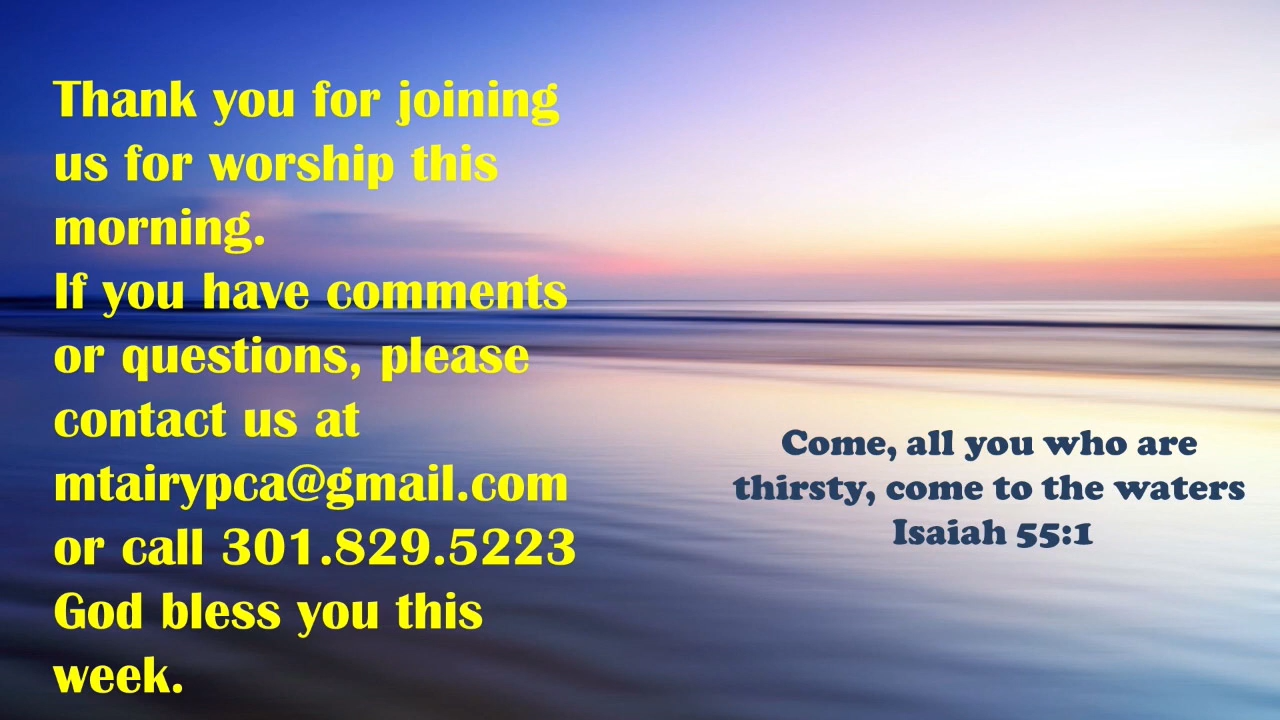 Thank you for joining
us for worship this
morning.
If you have comments
or questions, please
contact us at
mtairypca@gmail.com
or call 301.829.5223
God bless you this
week.
Come, all you who are
thirsty, come to the waters
Isaiah 55:1